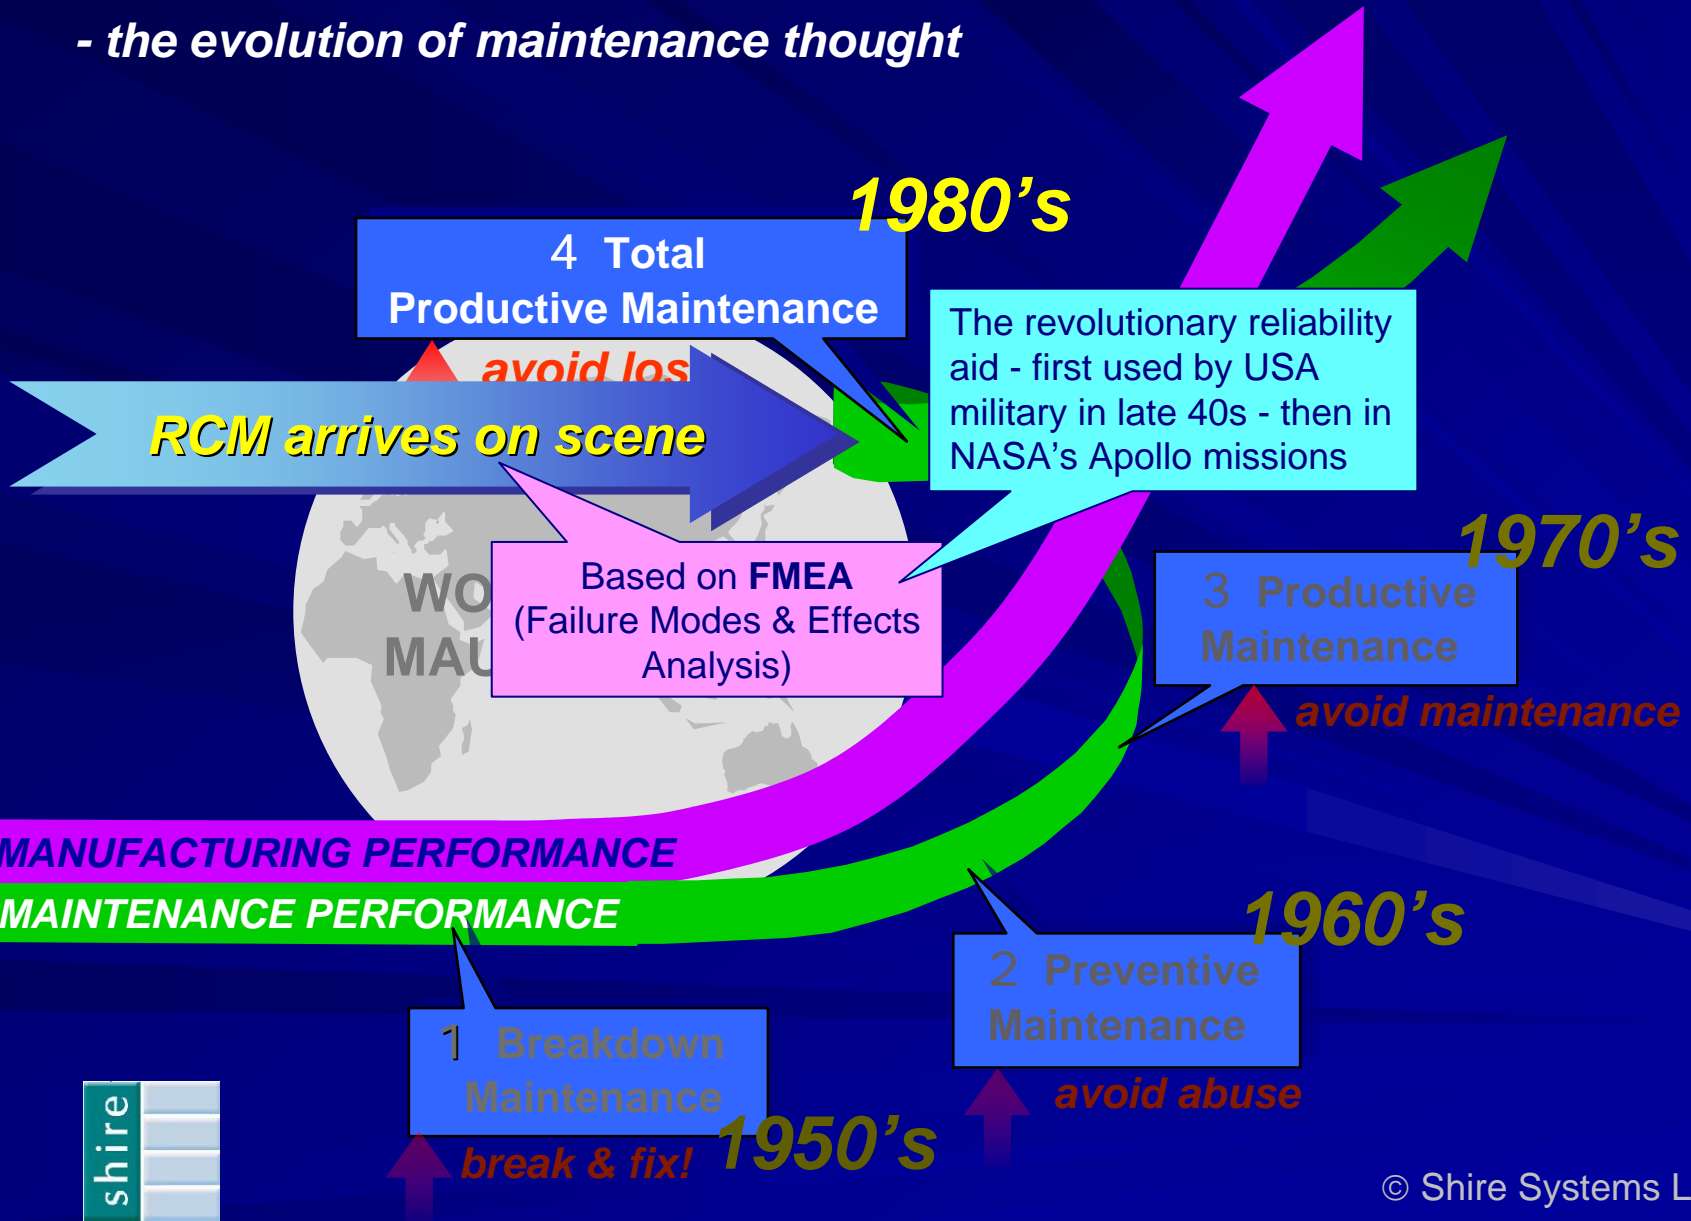 - the evolution of maintenance thought
1980’s
4 Total
Productive Maintenance
avoid los
RCM arrives on scene
The revolutionary reliability
aid - first used by USA
military in late 40s - then in
NASA’s Apollo missions
Based on FMEA
(Failure Modes & Effects
Analysis)
WO
MAU
1970’s
3 Productive
Maintenance
avoid maintenance
MANUFACTURING PERFORMANCE
MAINTENANCE PERFORMANCE
1960’s
2 Preventive
Maintenance
avoid abuse
1 Breakdown
Maintenance
1950’s
break & fix!
shire
© Shire Systems L